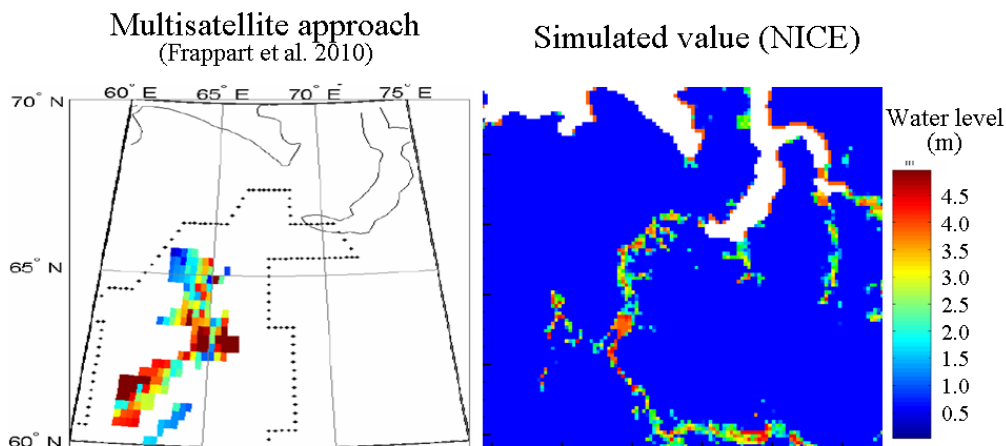 Multisatellite approach
(Frappart et al. 2010)
Simulated value (NICE)
60° E 65° E 70° E 75° E
70° N
65° N
60° N
Water level
(m)
4.5
4.0
3.5
3.0
2.5
2.0
1.5
1.0
0.5